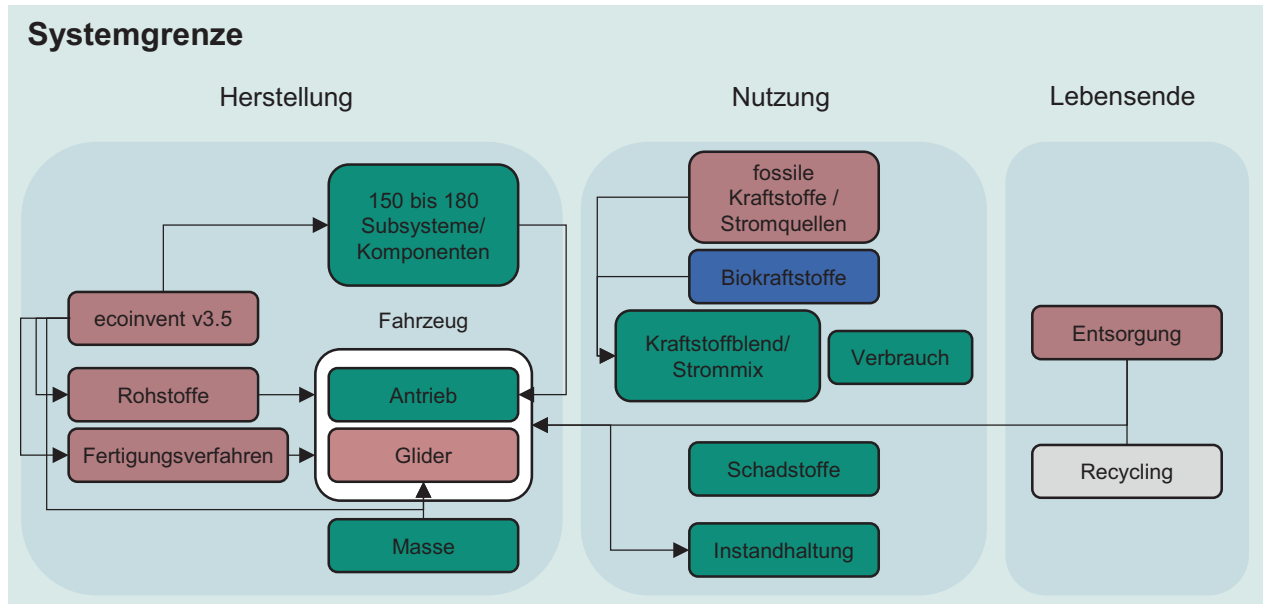 Systemgrenze
Herstellung
Nutzung
Lebensende
150 bis 180
Subsysteme/
Komponenten
ecoinvent v3.5
Fahrzeug
Rohstoffe
Antrieb
Fertigungsverfahren
Glider
Masse
fossile
Kraftstoffe /
Stromquellen
Biokraftstoffe
Kraftstoffblend/
Strommix
Verbrauch
Schadstoffe
Instandhaltung
Entsorgung
Recycling